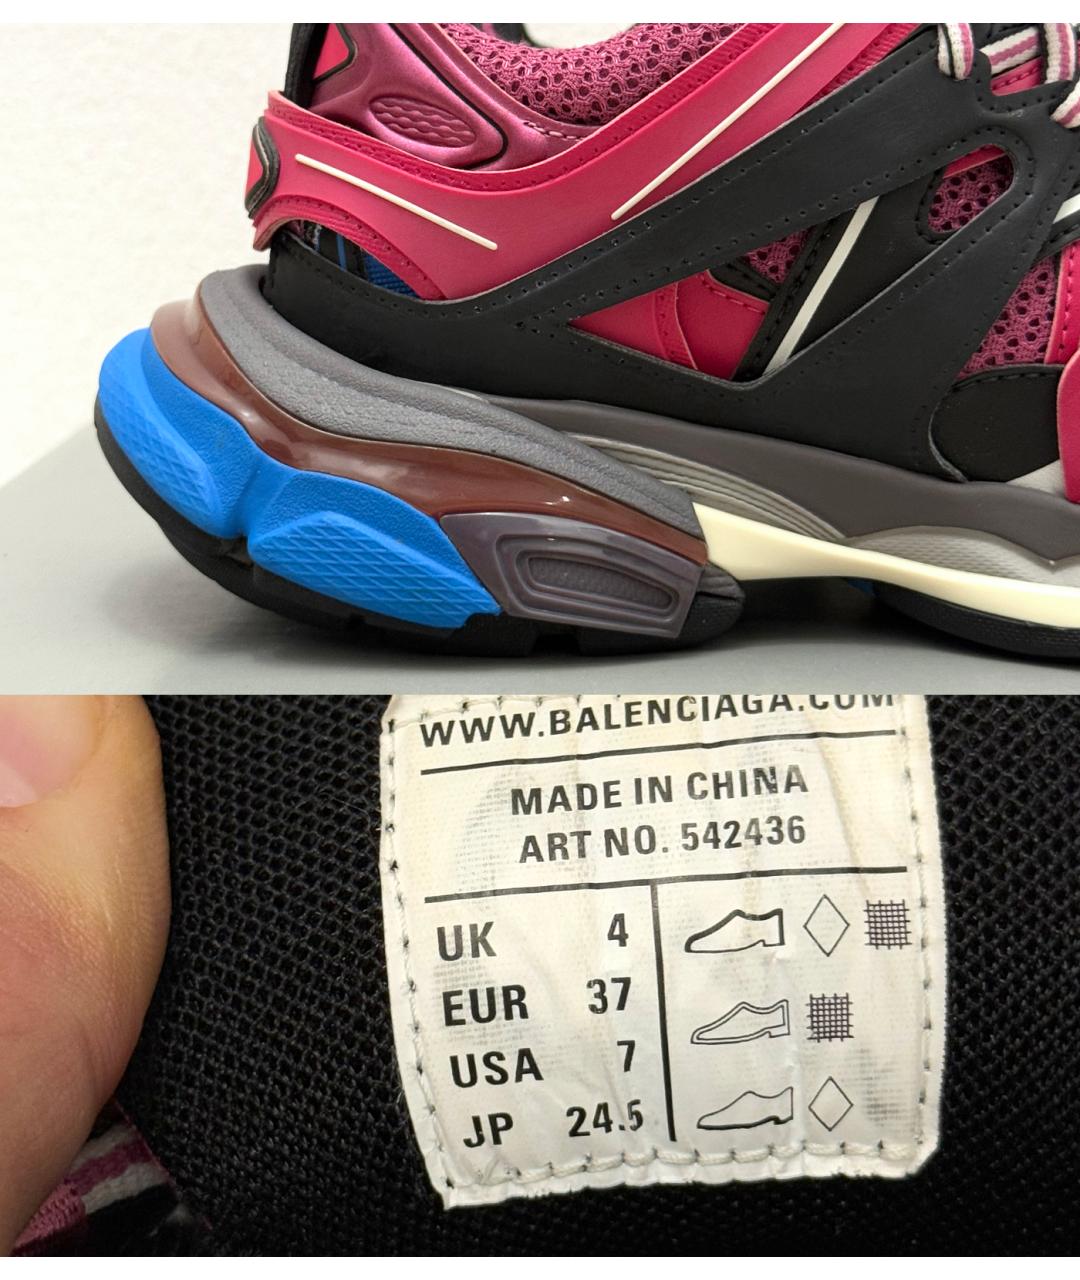 WWW.BALENCIAGA.COM
MADE IN CHINA
ART NO. 542436
UK 4
EUR 37
USA 7
JP 24.5